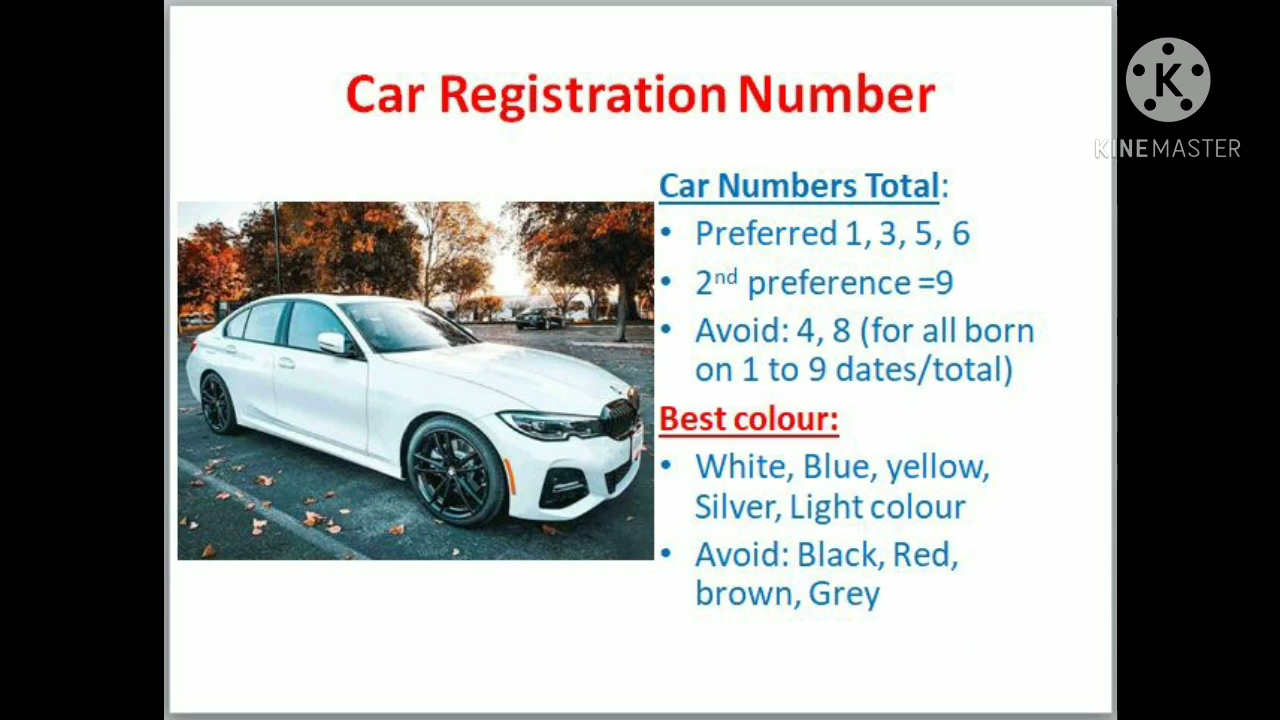 Car Registration Number
K
KINEMASTER
Car Numbers Total:
• Preferred 1, 3, 5, 6
• 2nd preference =9
• Avoid: 4, 8 (for all born
on 1 to 9 dates/total)
Best colour:
• White, Blue, yellow,
Silver, Light colour
• Avoid: Black, Red,
brown, Grey